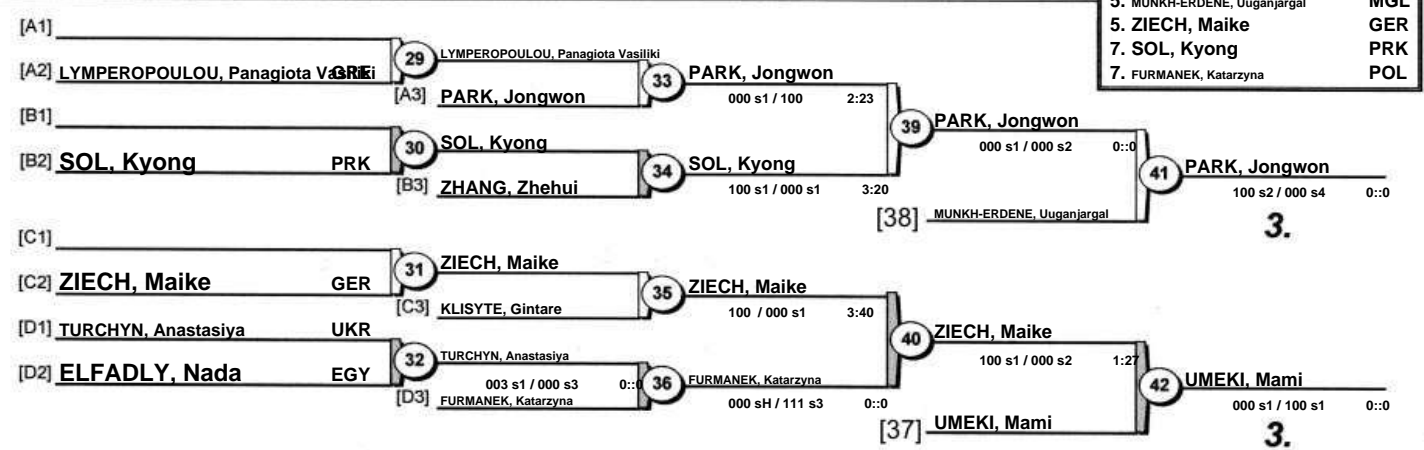 5. MUNKH-ERDENE, Uuganjargal MGL
5. ZIECH, Maike GER
7. SOL, Kyong PRK
7. FURMANEK, Katarzyna POL
[A1]
[A2] LYMPEROPOULOU, Panagiota Vasiliki GRE
29
LYMPEROPOULOU, Panagiota Vasiliki
[A3] PARK, Jongwon
33
PARK, Jongwon
000 s1 / 100 2:23
[B1]
[B2] SOL, Kyong PRK
30
SOL, Kyong
[B3] ZHANG, Zhehui
34
SOL, Kyong
100 s1 / 000 s1 3:20
39
PARK, Jongwon
000 s1 / 000 s2 0::0
[38] MUNKH-ERDENE, Uuganjargal
41
PARK, Jongwon
100 s2 / 000 s4 0::0
3.
[C1]
[C2] ZIECH, Maike GER
31
ZIECH, Maike
[C3] KLISYTE, Gintare
35
ZIECH, Maike
100 / 000 s1 3:40
[D1] TURCHYN, Anastasiya UKR
[D2] ELFADLY, Nada EGY
32
TURCHYN, Anastasiya
003 s1 / 000 s3 0::0
[D3] FURMANEK, Katarzyna
36
FURMANEK, Katarzyna
000 sH / 111 s3 0::0
40
ZIECH, Maike
100 s1 / 000 s2 1:27
[37] UMEKI, Mami
42
UMEKI, Mami
000 s1 / 100 s1 0::0
3.